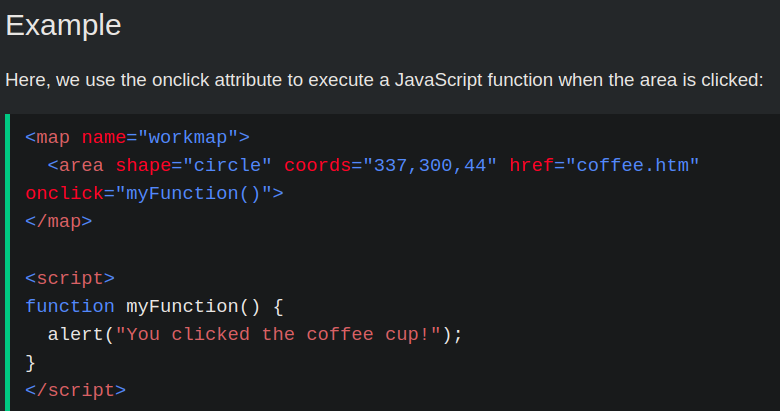 Example
Here, we use the onclick attribute to execute a JavaScript function when the area is clicked:
<map name="workmap">
  <area shape="circle" coords="337,300,44" href="coffee.htm"
onclick="myFunction()">
</map>

<script>
function myFunction() {
  alert("You clicked the coffee cup!");
}
</script>